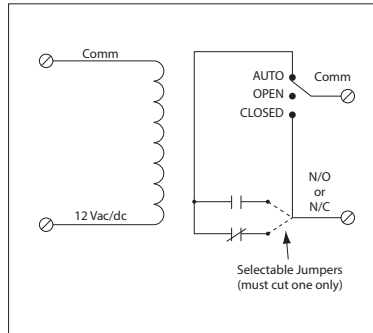 Comm
12 Vac/dc
AUTO
OPEN
CLOSED
Comm
N/O
or
N/C
Selectable Jumpers
(must cut one only)